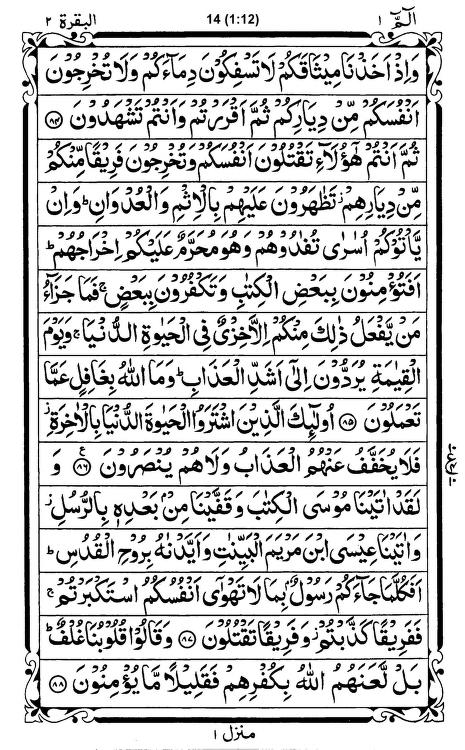 الٓمّٓ ١ 14 (1:12) البقرة ٢
وَاِذْ اَخَذْنَا مِيْثَاقَكُمْ لَا تَسْفِكُوْنَ دِمَآءَكُمْ وَلَا تُخْرِجُوْنَ
اَنْفُسَكُمْ مِّنْ دِيَارِكُمْ ثُمَّ اَقْرَرْتُمْ وَاَنْتُمْ تَشْهَدُوْنَ ﴿٨٤﴾
ثُمَّ اَنْتُمْ هٰٓؤُلَآءِ تَقْتُلُوْنَ اَنْفُسَكُمْ وَتُخْرِجُوْنَ فَرِيْقًا مِّنْكُمْ
مِّنْ دِيَارِهِمْ ز تَظٰهَرُوْنَ عَلَيْهِمْ بِالْاِثْمِ وَالْعُدْوَانِ ط وَاِنْ
يَّاْتُوْكُمْ اُسٰرٰى تُفٰدُوْهُمْ وَهُوَ مُحَرَّمٌ عَلَيْكُمْ اِخْرَاجُهُمْ ط
اَفَتُؤْمِنُوْنَ بِبَعْضِ الْكِتٰبِ وَتَكْفُرُوْنَ بِبَعْضٍ ج فَمَا جَزَآءُ
مَنْ يَّفْعَلُ ذٰلِكَ مِنْكُمْ اِلَّا خِزْىٌ فِى الْحَيٰوةِ الدُّنْيَا ج وَيَوْمَ
الْقِيٰمَةِ يُرَدُّوْنَ اِلٰٓى اَشَدِّ الْعَذَابِ ط وَمَا اللّٰهُ بِغَافِلٍ عَمَّا
تَعْمَلُوْنَ ﴿٨٥﴾ اُولٰٓئِكَ الَّذِيْنَ اشْتَرَوُا الْحَيٰوةَ الدُّنْيَا بِالْاٰخِرَةِ ز
فَلَا يُخَفَّفُ عَنْهُمُ الْعَذَابُ وَلَا هُمْ يُنْصَرُوْنَ ﴿٨٦﴾ ع وَ
لَقَدْ اٰتَيْنَا مُوْسَى الْكِتٰبَ وَقَفَّيْنَا مِنْۢ بَعْدِهٖ بِالرُّسُلِ ز
وَاٰتَيْنَا عِيْسَى ابْنَ مَرْيَمَ الْبَيِّنٰتِ وَاَيَّدْنٰهُ بِرُوْحِ الْقُدُسِ ط
اَفَكُلَّمَا جَآءَكُمْ رَسُوْلٌۢ بِمَا لَا تَهْوٰٓى اَنْفُسُكُمُ اسْتَكْبَرْتُمْ ج
فَفَرِيْقًا كَذَّبْتُمْ ز وَفَرِيْقًا تَقْتُلُوْنَ ﴿٨٧﴾ وَقَالُوْا قُلُوْبُنَا غُلْفٌ ط
بَلْ لَّعَنَهُمُ اللّٰهُ بِكُفْرِهِمْ فَقَلِيْلًا مَّا يُؤْمِنُوْنَ ﴿٨٨﴾
منزل ١